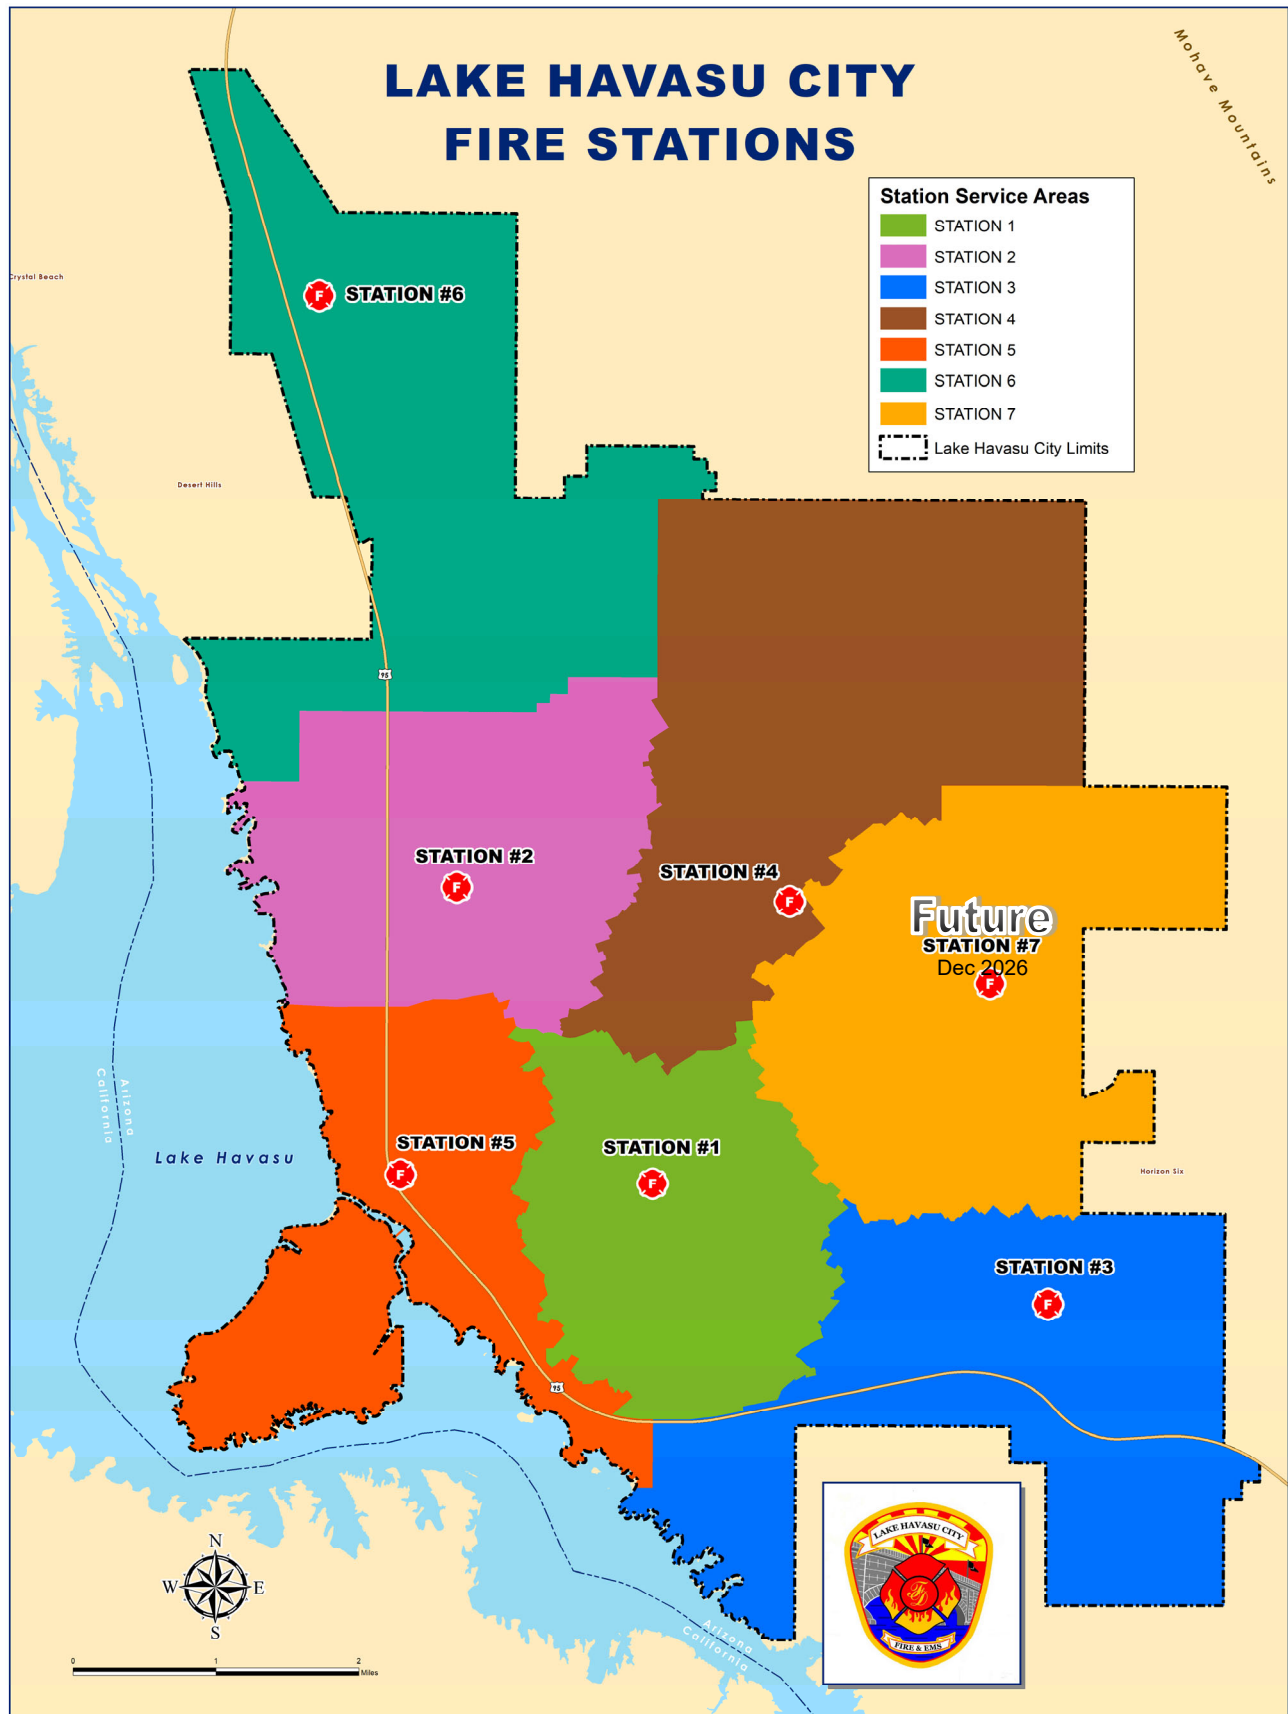 LAKE HAVASU CITY
FIRE STATIONS
Mohave Mountains
Station Service Areas
STATION 1
STATION 2
STATION 3
STATION 4
STATION 5
STATION 6
STATION 7
Lake Havasu City Limits
Crystal Beach
F
STATION #6
Desert Hills
95
STATION #2
F
STATION #4
F
Future
STATION #7
Dec 2026
F
Arizona
California
Lake Havasu
STATION #5
F
STATION #1
F
Horizon Six
STATION #3
F
95
LAKE HAVASU CITY
FD
FIRE & EMS
N
W
E
S
Arizona
California
0
1
2
Miles